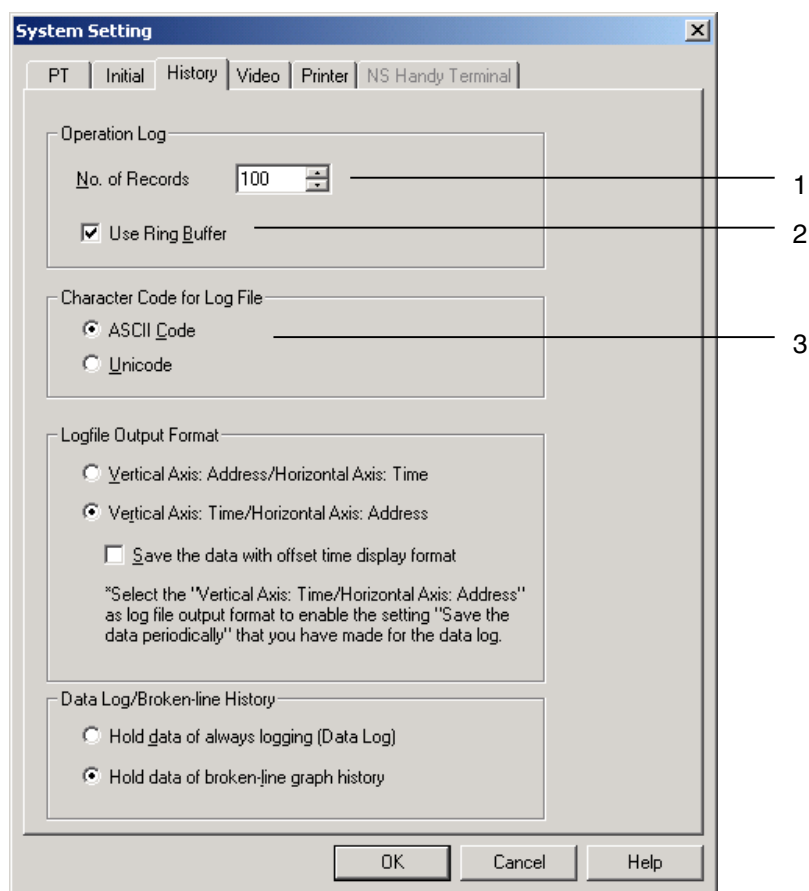 System Setting
PT Initial History Video Printer NS Handy Terminal
Operation Log
No. of Records 100
1
Use Ring Buffer
2
Character Code for Log File
ASCII Code
3
Unicode
Logfile Output Format
Vertical Axis: Address/Horizontal Axis: Time
Vertical Axis: Time/Horizontal Axis: Address
Save the data with offset time display format
*Select the "Vertical Axis: Time/Horizontal Axis: Address"
as log file output format to enable the setting "Save the
data periodically" that you have made for the data log.
Data Log/Broken-line History
Hold data of always logging (Data Log)
Hold data of broken-line graph history
OK Cancel Help